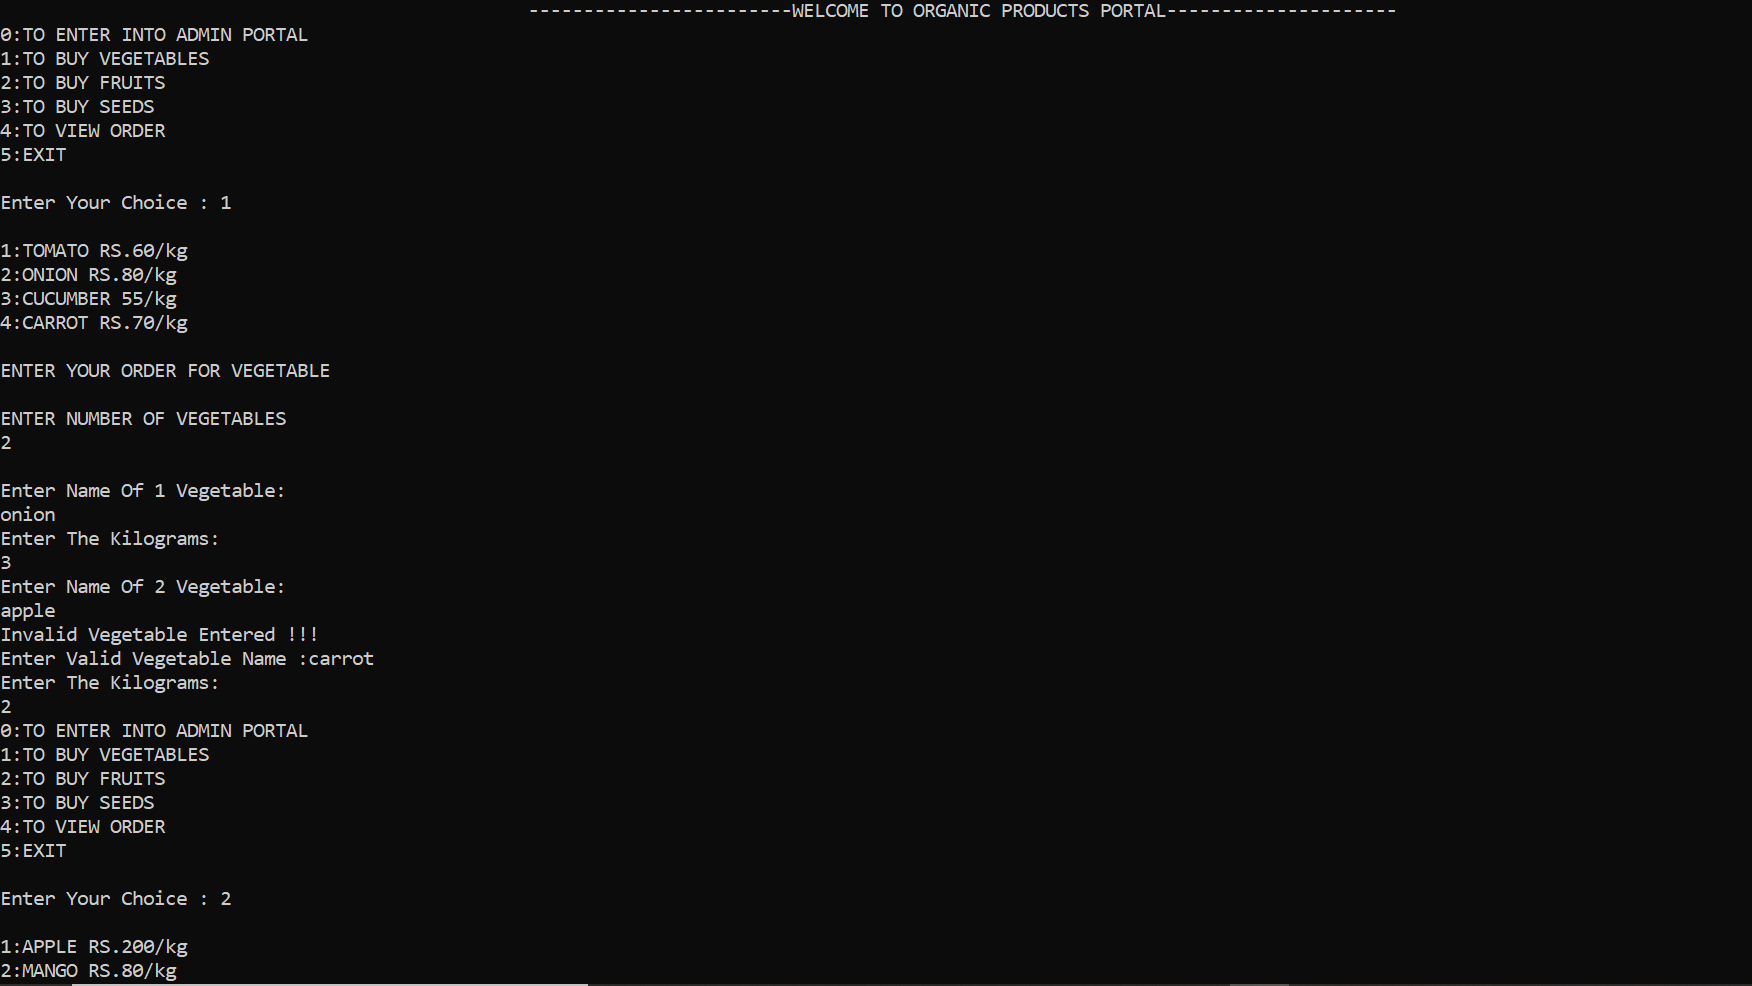 ------------------------WELCOME TO ORGANIC PRODUCTS PORTAL---------------------
0:TO ENTER INTO ADMIN PORTAL
1:TO BUY VEGETABLES
2:TO BUY FRUITS
3:TO BUY SEEDS
4:TO VIEW ORDER
5:EXIT
Enter Your Choice : 1
1:TOMATO RS.60/kg
2:ONION RS.80/kg
3:CUCUMBER 55/kg
4:CARROT RS.70/kg
ENTER YOUR ORDER FOR VEGETABLE
ENTER NUMBER OF VEGETABLES
2
Enter Name Of 1 Vegetable:
onion
Enter The Kilograms:
3
Enter Name Of 2 Vegetable:
apple
Invalid Vegetable Entered !!!
Enter Valid Vegetable Name :carrot
Enter The Kilograms:
2
0:TO ENTER INTO ADMIN PORTAL
1:TO BUY VEGETABLES
2:TO BUY FRUITS
3:TO BUY SEEDS
4:TO VIEW ORDER
5:EXIT
Enter Your Choice : 2
1:APPLE RS.200/kg
2:MANGO RS.80/kg